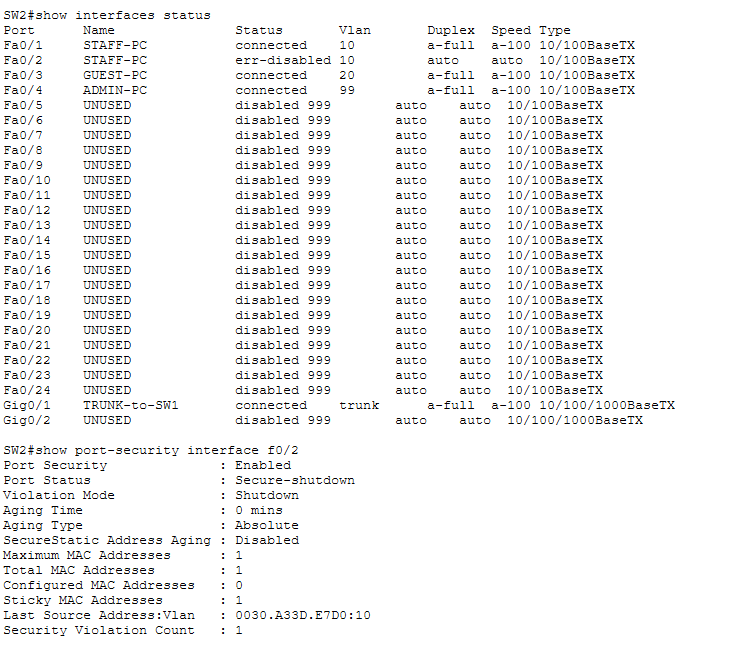 SW2#show interfaces status
Port Name Status Vlan Duplex Speed Type
Fa0/1 STAFF-PC connected 10 a-full a-100 10/100BaseTX
Fa0/2 STAFF-PC err-disabled 10 auto auto 10/100BaseTX
Fa0/3 GUEST-PC connected 20 a-full a-100 10/100BaseTX
Fa0/4 ADMIN-PC connected 99 a-full a-100 10/100BaseTX
Fa0/5 UNUSED disabled 999 auto auto 10/100BaseTX
Fa0/6 UNUSED disabled 999 auto auto 10/100BaseTX
Fa0/7 UNUSED disabled 999 auto auto 10/100BaseTX
Fa0/8 UNUSED disabled 999 auto auto 10/100BaseTX
Fa0/9 UNUSED disabled 999 auto auto 10/100BaseTX
Fa0/10 UNUSED disabled 999 auto auto 10/100BaseTX
Fa0/11 UNUSED disabled 999 auto auto 10/100BaseTX
Fa0/12 UNUSED disabled 999 auto auto 10/100BaseTX
Fa0/13 UNUSED disabled 999 auto auto 10/100BaseTX
Fa0/14 UNUSED disabled 999 auto auto 10/100BaseTX
Fa0/15 UNUSED disabled 999 auto auto 10/100BaseTX
Fa0/16 UNUSED disabled 999 auto auto 10/100BaseTX
Fa0/17 UNUSED disabled 999 auto auto 10/100BaseTX
Fa0/18 UNUSED disabled 999 auto auto 10/100BaseTX
Fa0/19 UNUSED disabled 999 auto auto 10/100BaseTX
Fa0/20 UNUSED disabled 999 auto auto 10/100BaseTX
Fa0/21 UNUSED disabled 999 auto auto 10/100BaseTX
Fa0/22 UNUSED disabled 999 auto auto 10/100BaseTX
Fa0/23 UNUSED disabled 999 auto auto 10/100BaseTX
Fa0/24 UNUSED disabled 999 auto auto 10/100BaseTX
Gig0/1 TRUNK-to-SW1 connected trunk a-full a-100 10/100/1000BaseTX
Gig0/2 UNUSED disabled 999 auto auto 10/100/1000BaseTX
SW2#show port-security interface f0/2
Port Security : Enabled
Port Status : Secure-shutdown
Violation Mode : Shutdown
Aging Time : 0 mins
Aging Type : Absolute
SecureStatic Address Aging : Disabled
Maximum MAC Addresses : 1
Total MAC Addresses : 1
Configured MAC Addresses : 0
Sticky MAC Addresses : 1
Last Source Address:Vlan : 0030.A33D.E7D0:10
Security Violation Count : 1